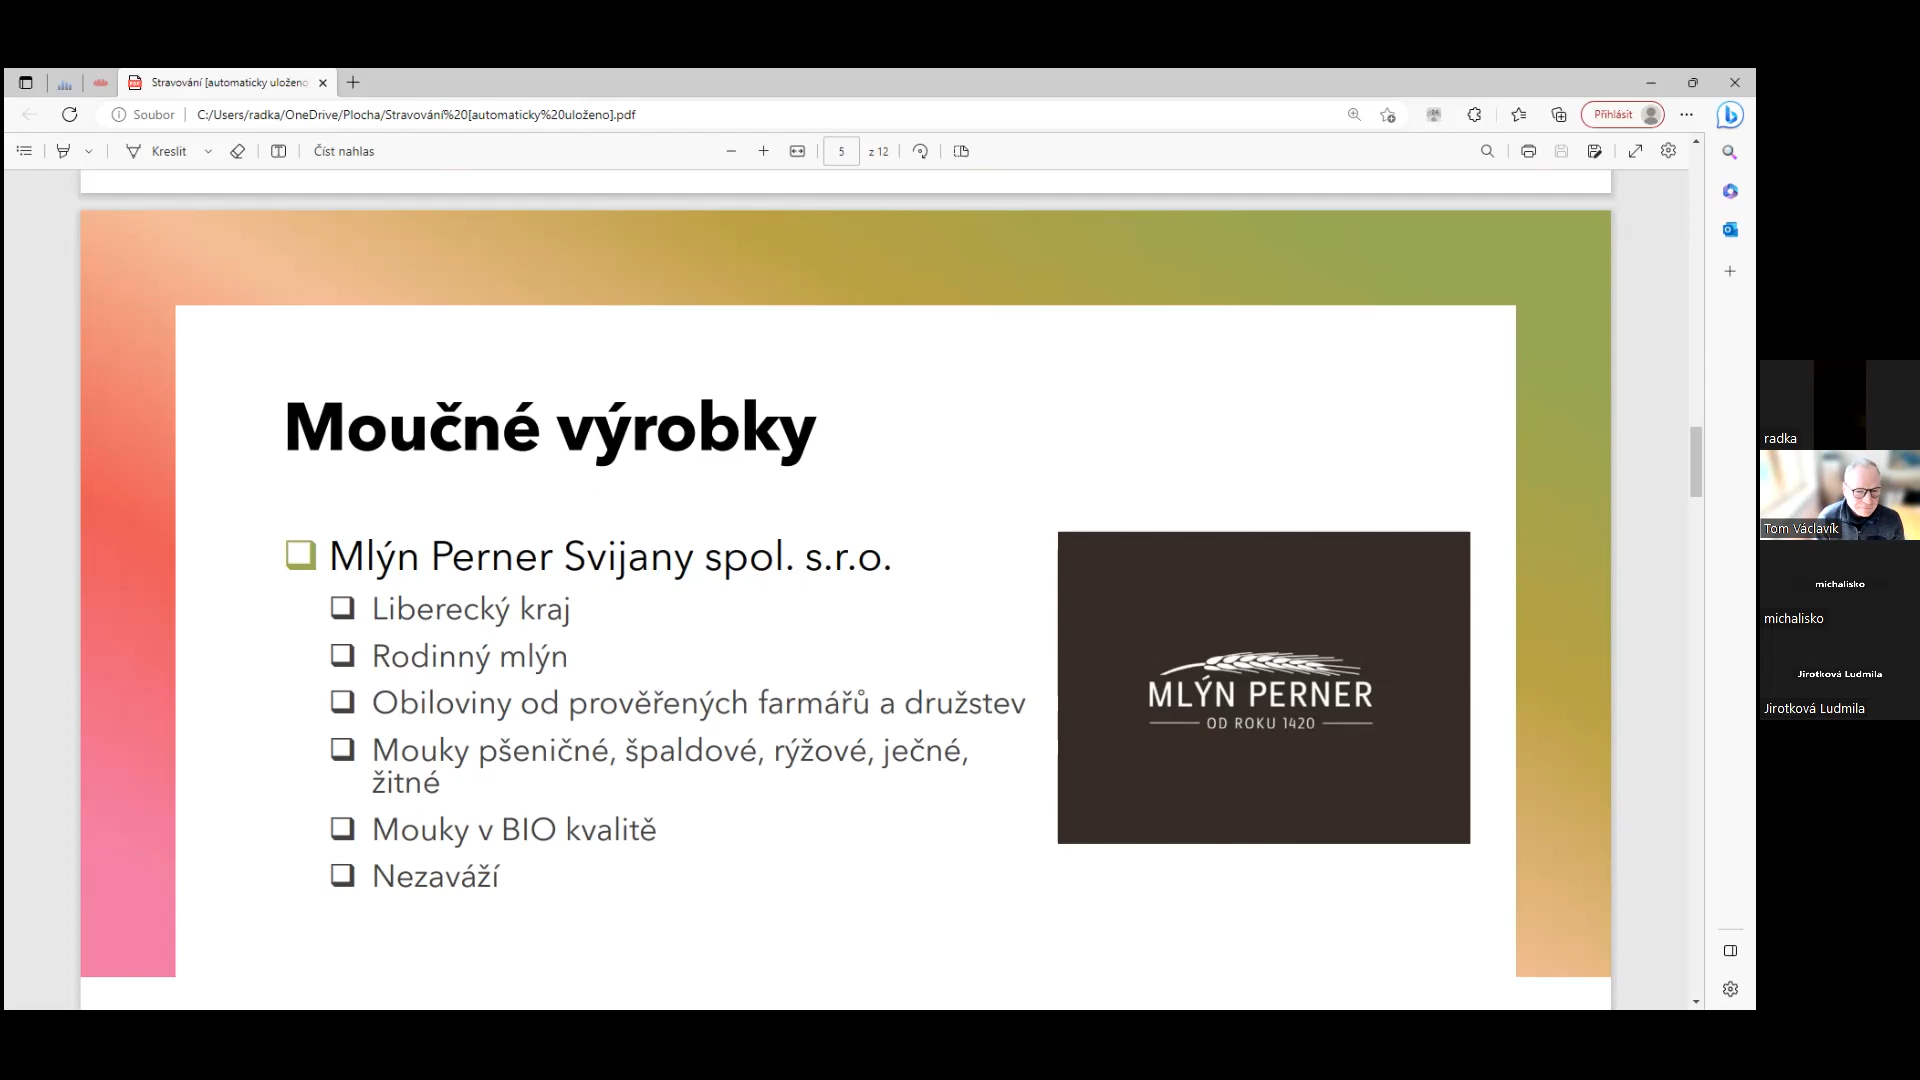 Stravování [automaticky uloženo
Soubor
C:/Users/radka/OneDrive/Plocha/Stravování%20[automaticky%20uloženo].pdf
Přihlásit
Kreslit
Číst nahlas
5
z 12
Moučné výrobky
Mlýn Perner Svijany spol. s.r.o.
Liberecký kraj
Rodinný mlýn
Obiloviny od prověřených farmářů a družstev
Mouky pšeničné, špaldové, rýžové, ječné,
žitné
Mouky v BIO kvalitě
Nezaváží
MLÝN PERNER
OD ROKU 1420
radka
Tom Václavík
michalisko
michalisko
Jirotková Ludmila
Jirotková Ludmila